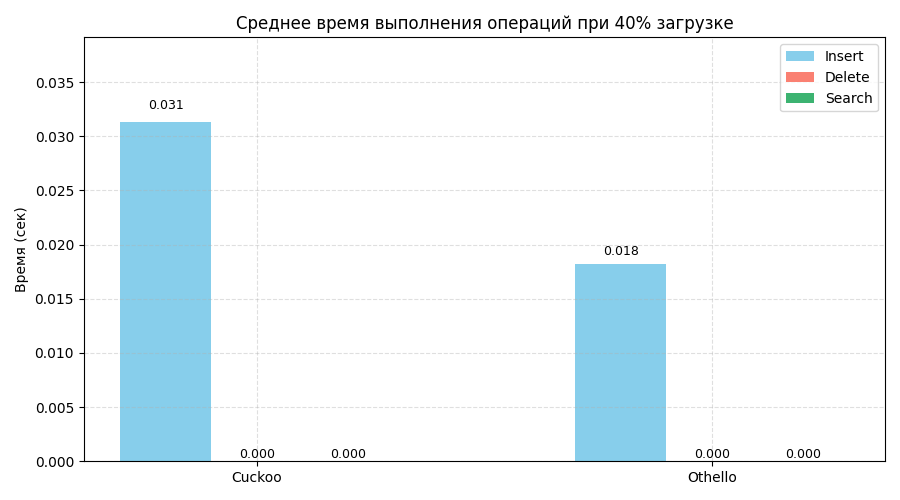 Среднее время выполнения операций при 40% загрузке
Insert
Delete
Search
Время (сек)
0.035
0.030
0.025
0.020
0.015
0.010
0.005
0.000
0.031
0.000
0.000
0.018
0.000
0.000
Cuckoo
Othello